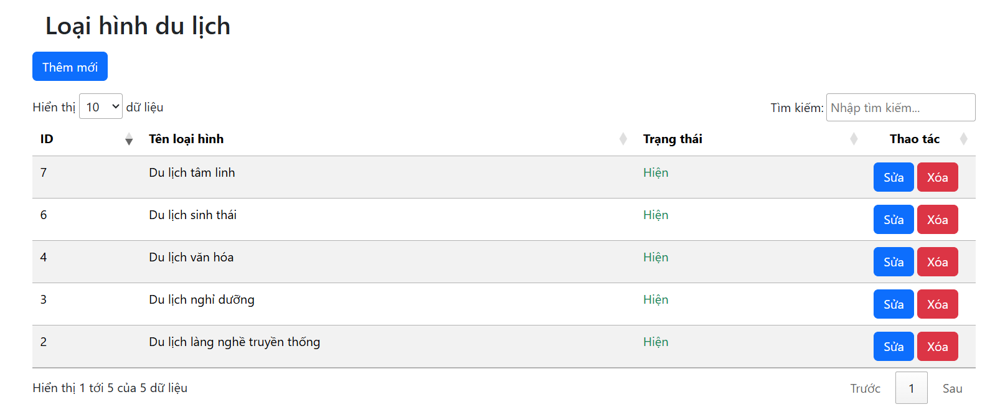 Loại hình du lịch
Thêm mới
Hiển thị 10 dữ liệu Tìm kiếm: Nhập tìm kiếm...
ID Tên loại hình Trạng thái Thao tác
7 Du lịch tâm linh Hiện Sửa Xóa
6 Du lịch sinh thái Hiện Sửa Xóa
4 Du lịch văn hóa Hiện Sửa Xóa
3 Du lịch nghỉ dưỡng Hiện Sửa Xóa
2 Du lịch làng nghề truyền thống Hiện Sửa Xóa
Hiển thị 1 tới 5 của 5 dữ liệu Trước 1 Sau